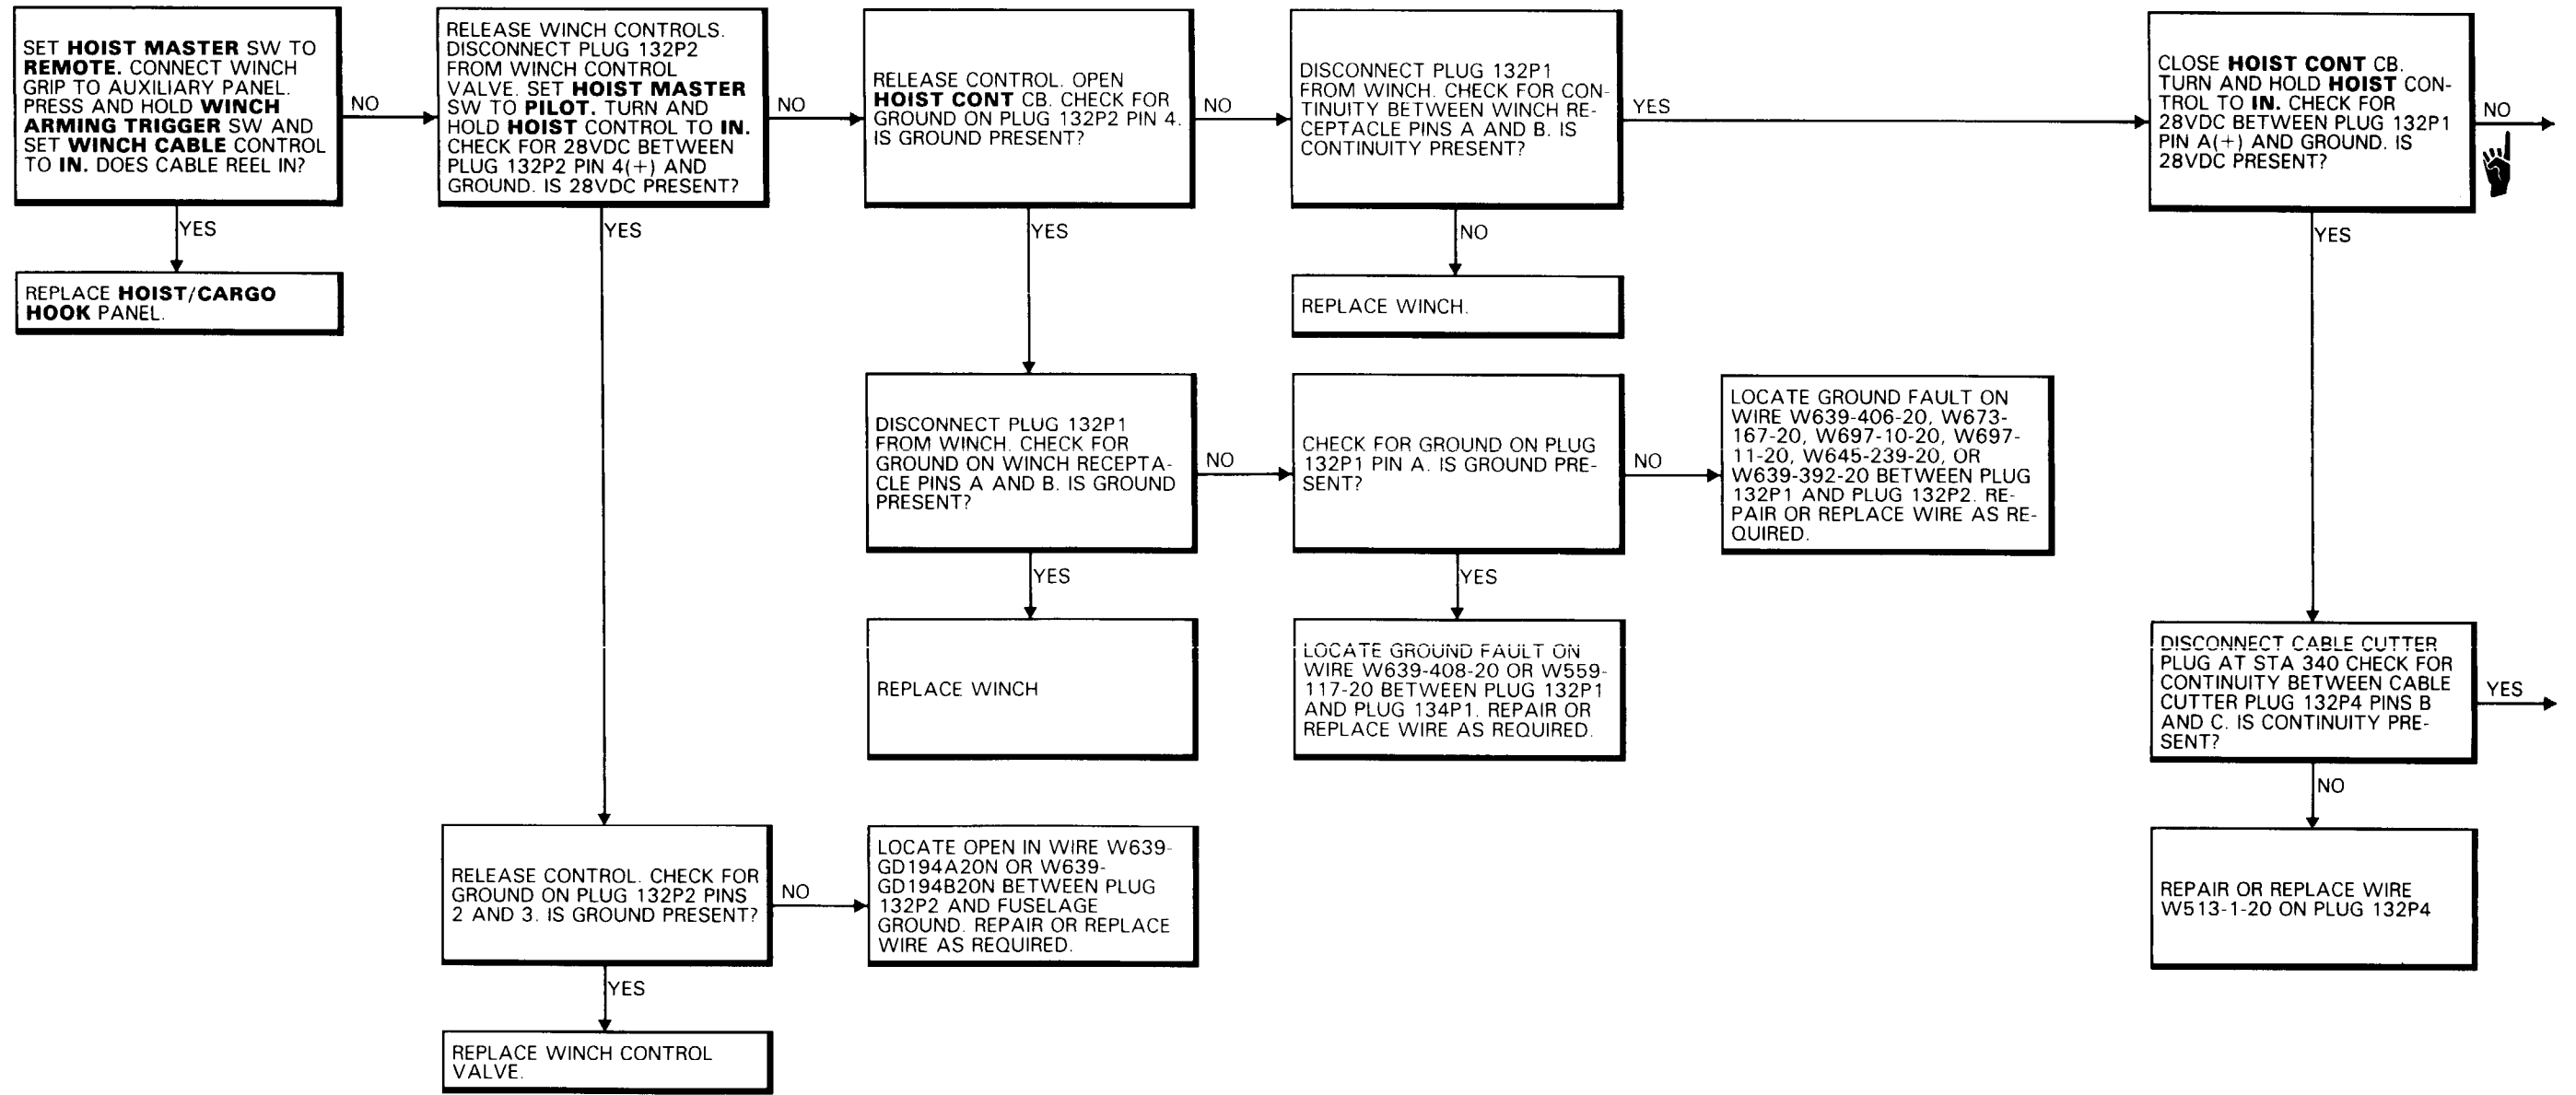 SET HOIST MASTER SW TO
REMOTE. CONNECT WINCH
GRIP TO AUXILIARY PANEL.
PRESS AND HOLD WINCH
ARMING TRIGGER SW AND
SET WINCH CABLE CONTROL
TO IN. DOES CABLE REEL IN?
NO
YES
REPLACE HOIST/CARGO
HOOK PANEL.
RELEASE WINCH CONTROLS.
DISCONNECT PLUG 132P2
FROM WINCH CONTROL
VALVE. SET HOIST MASTER
SW TO PILOT. TURN AND
HOLD HOIST CONTROL TO IN.
CHECK FOR 28VDC BETWEEN
PLUG 132P2 PIN 4(+) AND
GROUND. IS 28VDC PRESENT?
NO
YES
RELEASE CONTROL. OPEN
HOIST CONT CB. CHECK FOR
GROUND ON PLUG 132P2 PIN 4.
IS GROUND PRESENT?
NO
YES
DISCONNECT PLUG 132P1
FROM WINCH. CHECK FOR CON-
TINUITY BETWEEN WINCH RE-
CEPTACLE PINS A AND B. IS
CONTINUITY PRESENT?
YES
NO
REPLACE WINCH.
CLOSE HOIST CONT CB.
TURN AND HOLD HOIST CON-
TROL TO IN. CHECK FOR
28VDC BETWEEN PLUG 132P1
PIN A(+) AND GROUND. IS
28VDC PRESENT?
NO
YES
DISCONNECT PLUG 132P1
FROM WINCH. CHECK FOR
GROUND ON WINCH RECEPTA-
CLE PINS A AND B. IS GROUND
PRESENT?
NO
YES
CHECK FOR GROUND ON PLUG
132P1 PIN A. IS GROUND PRE-
SENT?
NO
YES
LOCATE GROUND FAULT ON
WIRE W639-406-20, W673-
167-20, W697-10-20, W697-
11-20, W645-239-20, OR
W639-392-20 BETWEEN PLUG
132P1 AND PLUG 132P2. RE-
PAIR OR REPLACE WIRE AS RE-
QUIRED.
REPLACE WINCH
LOCATE GROUND FAULT ON
WIRE W639-408-20 OR W559-
117-20 BETWEEN PLUG 132P1
AND PLUG 134P1. REPAIR OR
REPLACE WIRE AS REQUIRED.
DISCONNECT CABLE CUTTER
PLUG AT STA 340 CHECK FOR
CONTINUITY BETWEEN CABLE
CUTTER PLUG 132P4 PINS B
AND C. IS CONTINUITY PRE-
SENT?
YES
NO
RELEASE CONTROL. CHECK FOR
GROUND ON PLUG 132P2 PINS
2 AND 3. IS GROUND PRESENT?
NO
YES
LOCATE OPEN IN WIRE W639-
GD194A20N OR W639-
GD194B20N BETWEEN PLUG
132P2 AND FUSELAGE
GROUND. REPAIR OR REPLACE
WIRE AS REQUIRED.
REPAIR OR REPLACE WIRE
W513-1-20 ON PLUG 132P4
REPLACE WINCH CONTROL
VALVE.